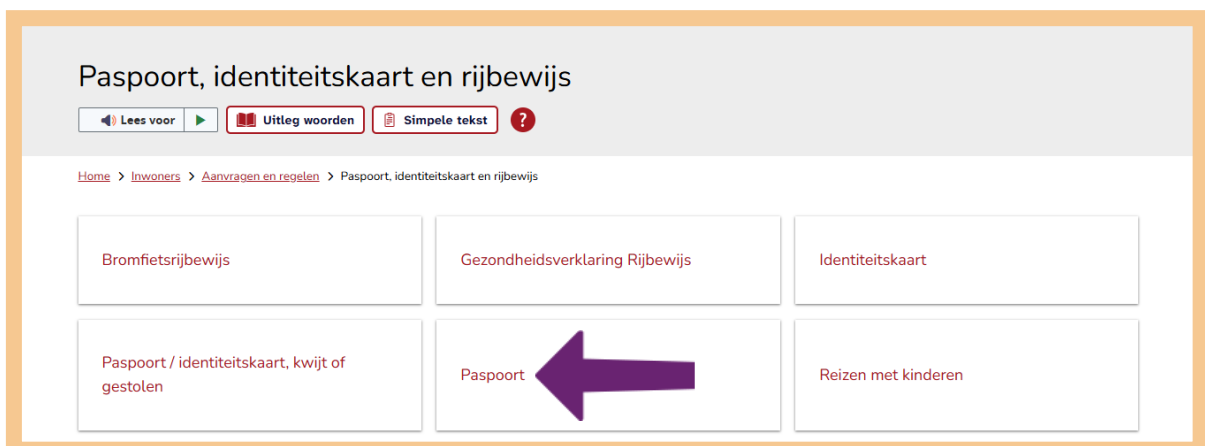 Paspoort, identiteitskaart en rijbewijs
Lees voor
Uitleg woorden
Simpele tekst
?
Home > Inwoners > Aanvragen en regelen > Paspoort, identiteitskaart en rijbewijs
Bromfietsrijbewijs
Gezondheidsverklaring Rijbewijs
Identiteitskaart
Paspoort / identiteitskaart, kwijt of
gestolen
Paspoort
Reizen met kinderen